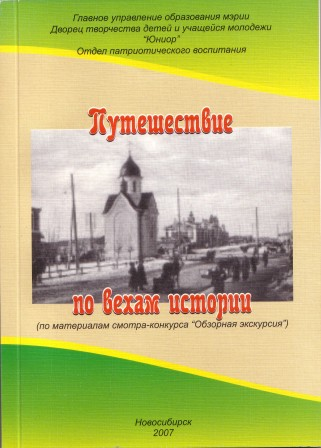 Главное управление образования мэрии
Дворец творчества детей и учащейся молодежи
"Юниор"
Отдел патриотического воспитания
Путешествие
по вехам истории
(по материалам смотра-конкурса "Обзорная экскурсия")
Новосибирск
2007